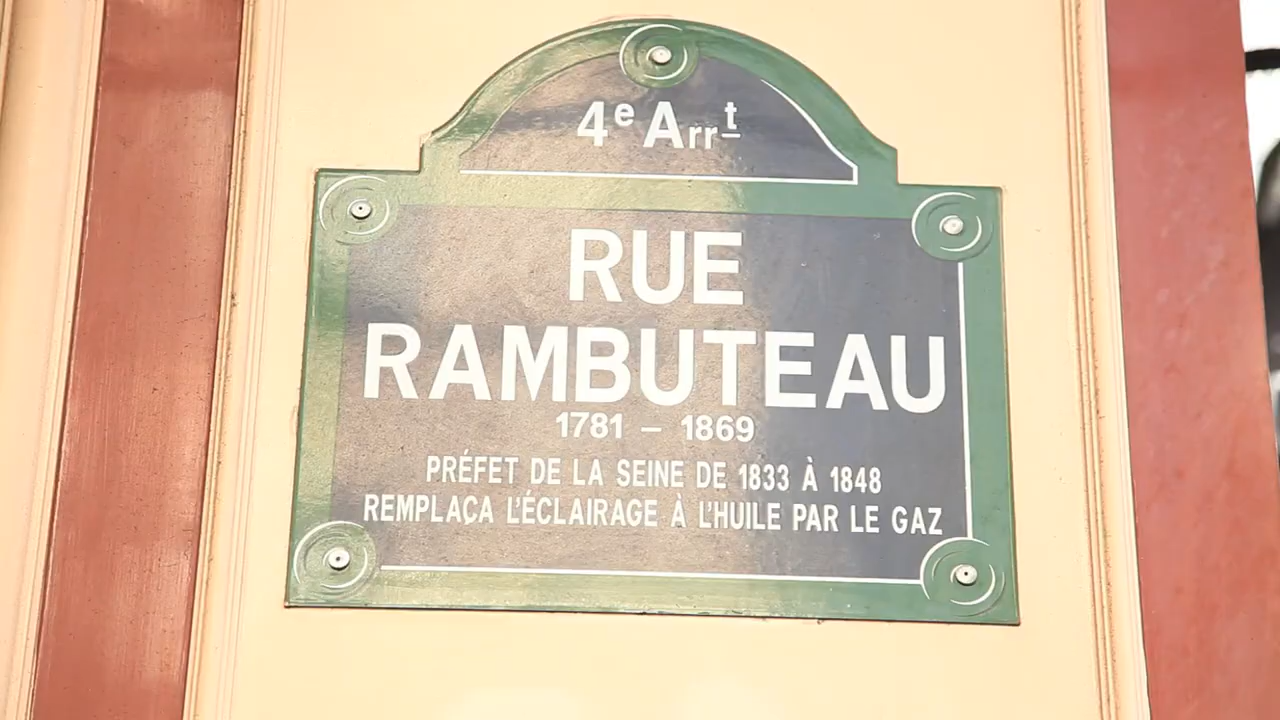 4e Arrt
RUE
RAMBUTEAU
1781 – 1869
PRÉFET DE LA SEINE DE 1833 À 1848
REMPLAÇA L'ÉCLAIRAGE À L'HUILE PAR LE GAZ